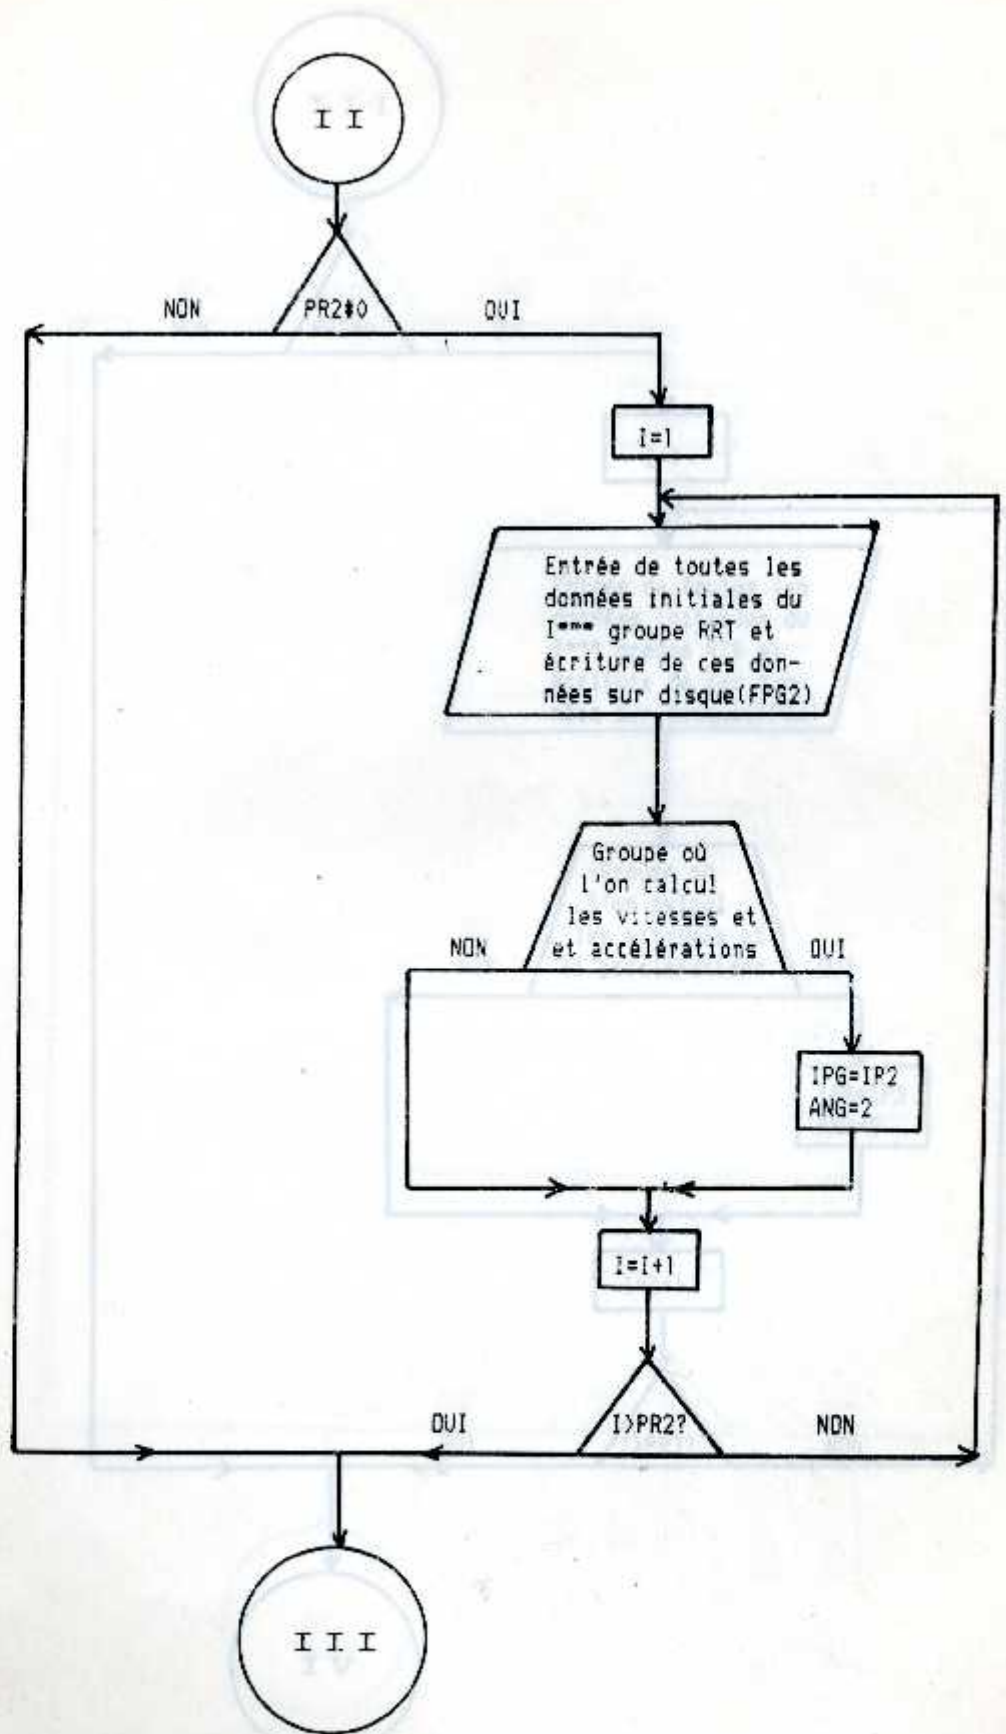 I I
NON
PR2#0
OUI
I=1
Entrée de toutes les
données initiales du
Ieme groupe RRT et
écriture de ces don-
nées sur disque(FPG2)
Groupe où
l'on calcul
les vitesses et
et accélérations
NON
OUI
IPG=IP2
ANG=2
I=I+1
OUI
I>PR2?
NON
I I I